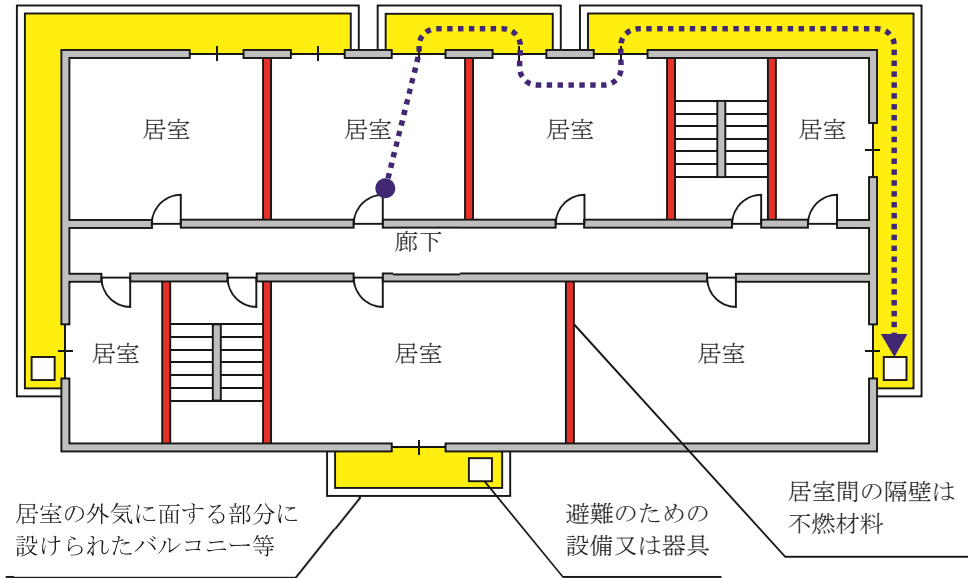 居室
居室
居室
居室
廊下
居室
居室
居室
居室の外気に面する部分に
設けられたバルコニー等
避難のための
設備又は器具
居室間の隔壁は
不燃材料